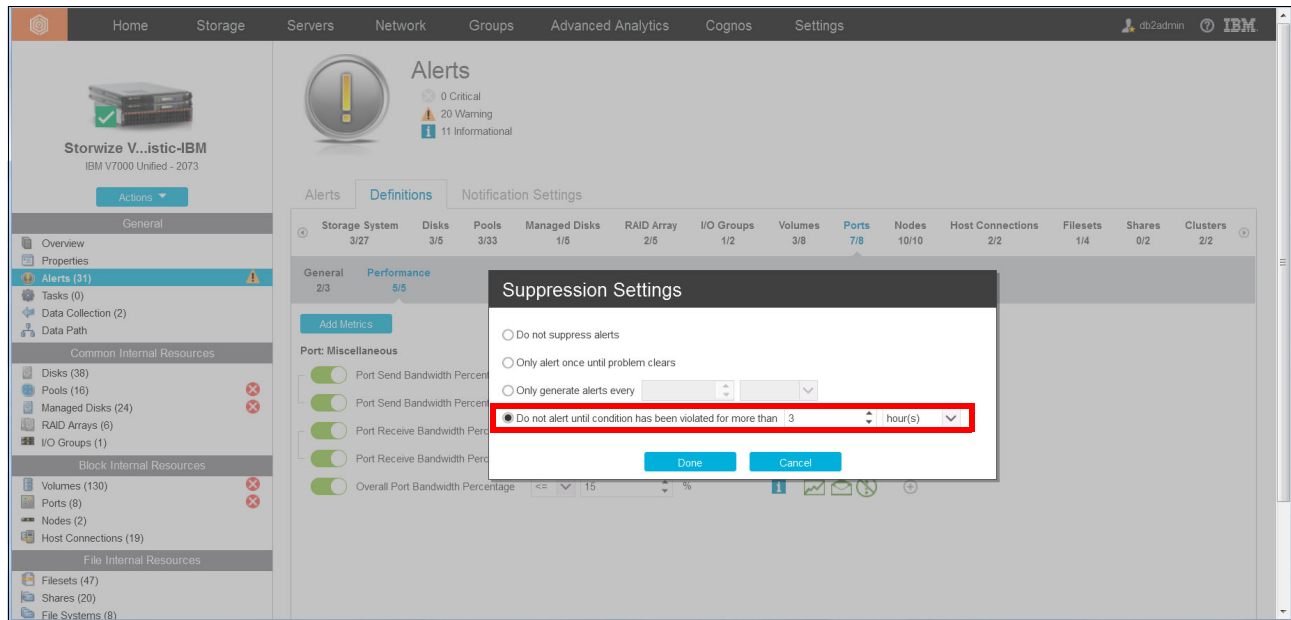 Home Storage Servers Network Groups Advanced Analytics Cognos Settings db2admin ? IBM.
Storwize V...istic-IBM
IBM V7000 Unified - 2073
Actions
General
Overview
Properties
Alerts (31)
Tasks (0)
Data Collection (2)
Data Path
Common Internal Resources
Disks (38)
Pools (16)
Managed Disks (24)
RAID Arrays (6)
I/O Groups (1)
Block Internal Resources
Volumes (130)
Ports (8)
Nodes (2)
Host Connections (19)
File Internal Resources
Filesets (47)
Shares (20)
File Systems (8)
Alerts
0 Critical
20 Warning
11 Informational
Alerts Definitions Notification Settings
Storage System Disks Pools Managed Disks RAID Array I/O Groups Volumes Ports Nodes Host Connections Filesets Shares Clusters
3/27 3/5 3/33 1/5 2/5 1/2 3/8 7/8 10/10 2/2 1/4 0/2 2/2
General Performance
2/3 5/5
Add Metrics
Port: Miscellaneous
Port Send Bandwidth Percent
Port Send Bandwidth Percent
Port Receive Bandwidth Perc
Port Receive Bandwidth Perc
Overall Port Bandwidth Percentage <= 15 %
Suppression Settings
Do not suppress alerts
Only alert once until problem clears
Only generate alerts every
Do not alert until condition has been violated for more than 3 hour(s)
Done Cancel